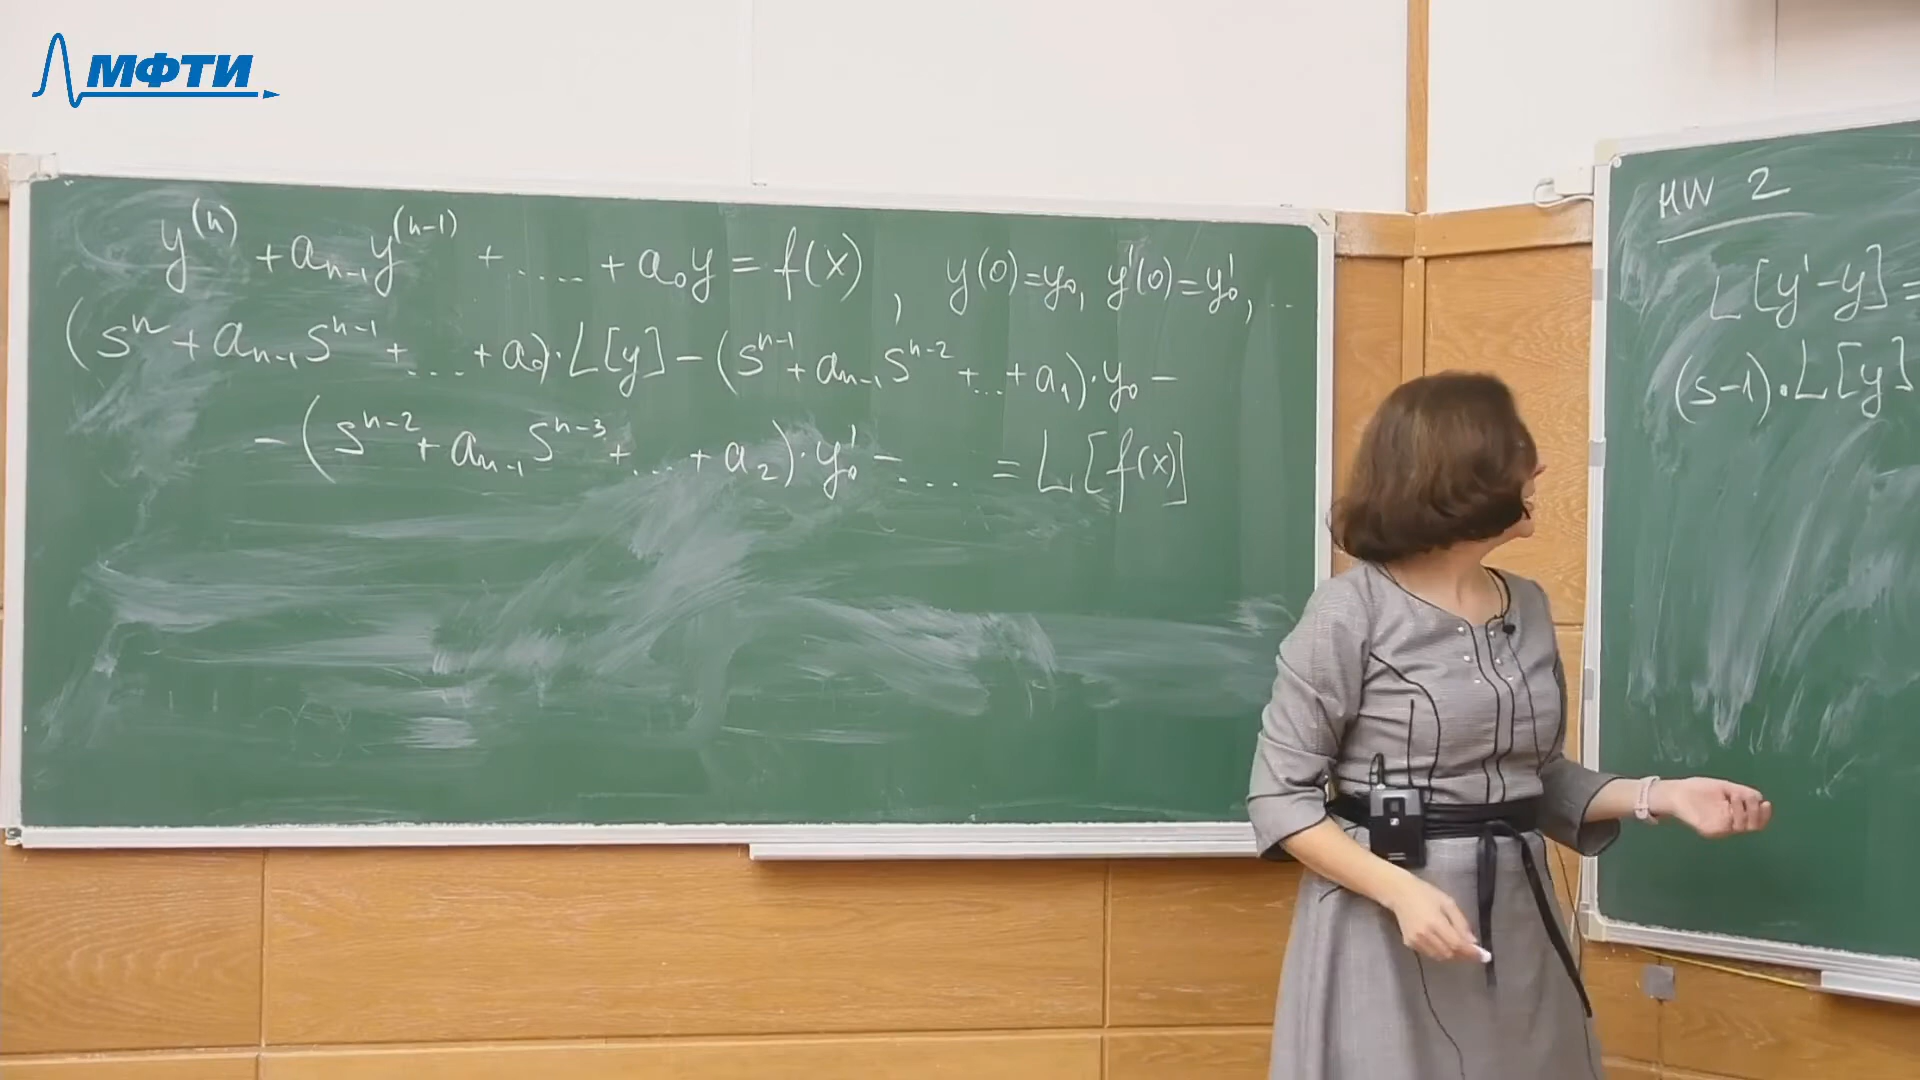 МФТИ
y^(n) + a_{n-1}y^(n-1) + .... + a_0y = f(x), y(0)=y_0, y'(0)=y'_0, ...
(s^n + a_{n-1}s^{n-1} + .... + a_0)·L[y] - (s^{n-1} + a_{n-1}s^{n-2} + ... + a_1)·y_0 -
- (s^{n-2} + a_{n-1}s^{n-3} + ... + a_2)·y'_0 - .... = L[f(x)]
HW 2
L[y'-y] =
(s-1)·L[y]